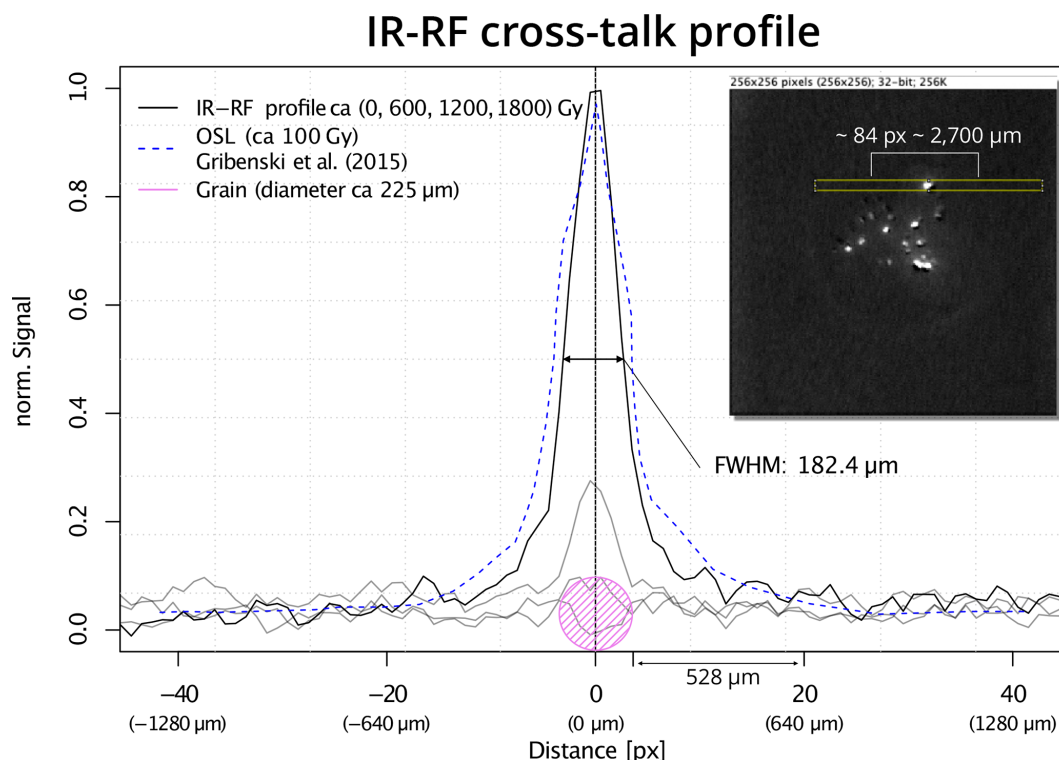 IR-RF cross-talk profile
256x256 pixels (256x256); 32-bit; 256K
~ 84 px ~ 2,700 µm
IR−RF profile ca (0, 600, 1200, 1800) Gy
OSL (ca 100 Gy)
Gribenski et al. (2015)
Grain (diameter ca 225 µm)
norm. Signal
1.0
0.8
0.6
0.4
0.2
0.0
FWHM: 182.4 µm
528 µm
−40 −20 0 20 40
(−1280 µm) (−640 µm) (0 µm) (640 µm) (1280 µm)
Distance [px]